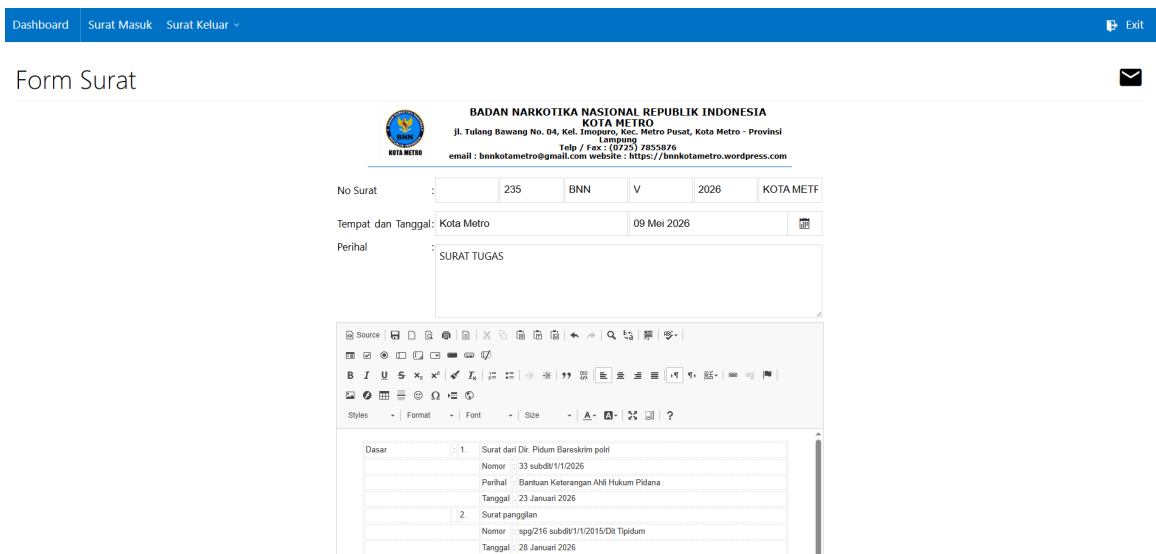 Dashboard Surat Masuk Surat Keluar Exit
Form Surat
BNN
KOTA METRO
BADAN NARKOTIKA NASIONAL REPUBLIK INDONESIA
KOTA METRO
jl. Tulang Bawang No. 04, Kel. Imopuro, Kec. Metro Pusat, Kota Metro - Provinsi
Lampung
Telp / Fax : (0725) 7855876
email : bnnkotametro@gmail.com website : https://bnnkotametro.wordpress.com
No Surat : 235 BNN V 2026 KOTA METF
Tempat dan Tanggal: Kota Metro 09 Mei 2026
Perihal :
SURAT TUGAS
Source
Styles Format Font Size A A ?
Dasar : 1. Surat dari Dir. Pidum Bareskrim polri
Nomor : 33 subdit/1/1/2026
Perihal : Bantuan Keterangan Ahli Hukum Pidana
Tanggal : 23 Januari 2026
2. Surat panggilan
Nomor : spg/216 subdit/1/1/2015/Dit Tipidum
Tanggal : 28 Januari 2026